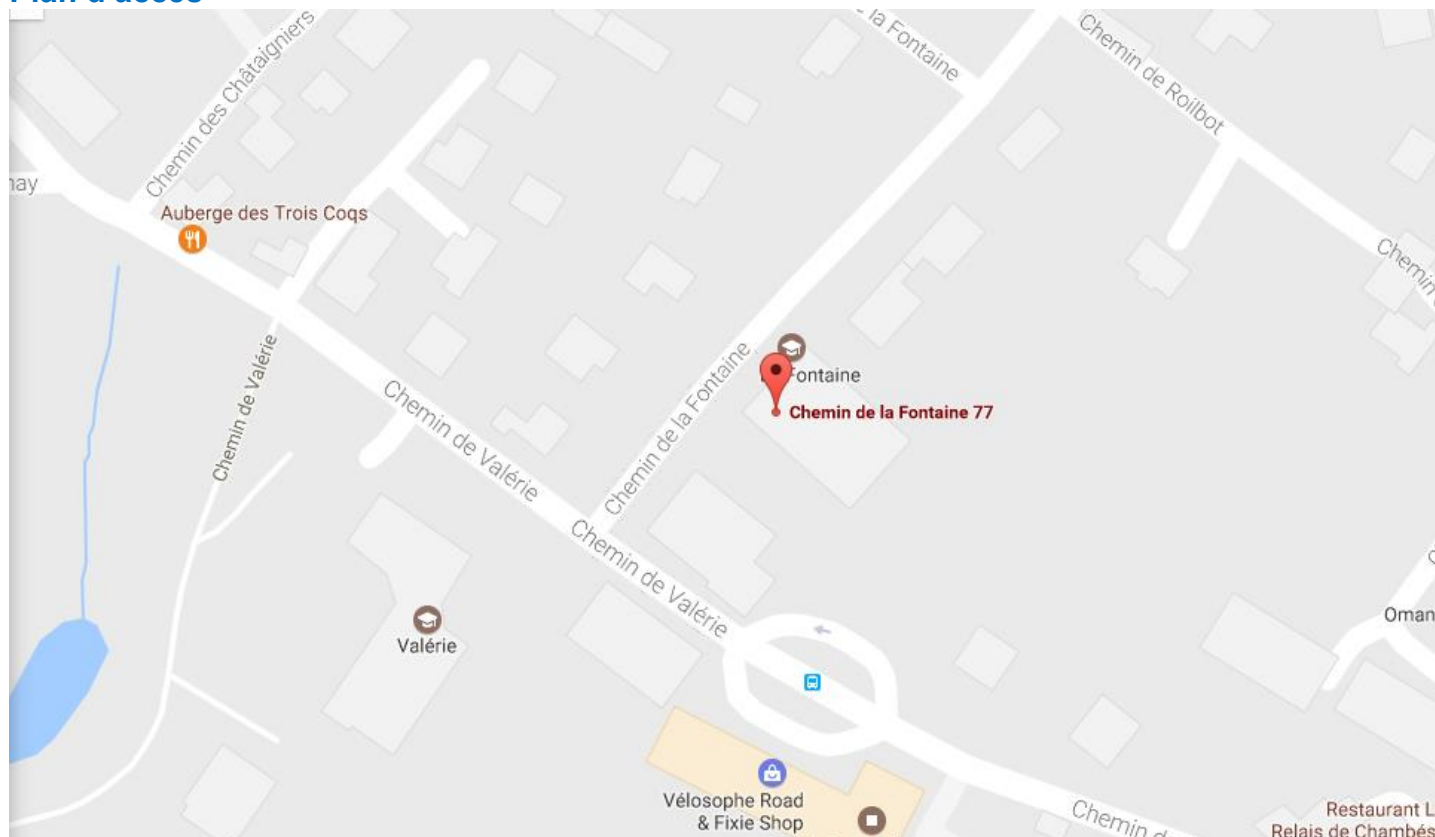 Plan d'accès
Chemin des Châtaigniers
la Fontaine
Chemin de Roilbot
nay
Auberge des Trois Coqs
Chemin
Chemin de Valérie
Chemin de la Fontaine
Fontaine
Chemin de la Fontaine 77
Chemin de Valérie
Chemin de Valérie
Valérie
Oman
Vélosophe Road
& Fixie Shop
Chemin d
Restaurant L
Relais de Chambés